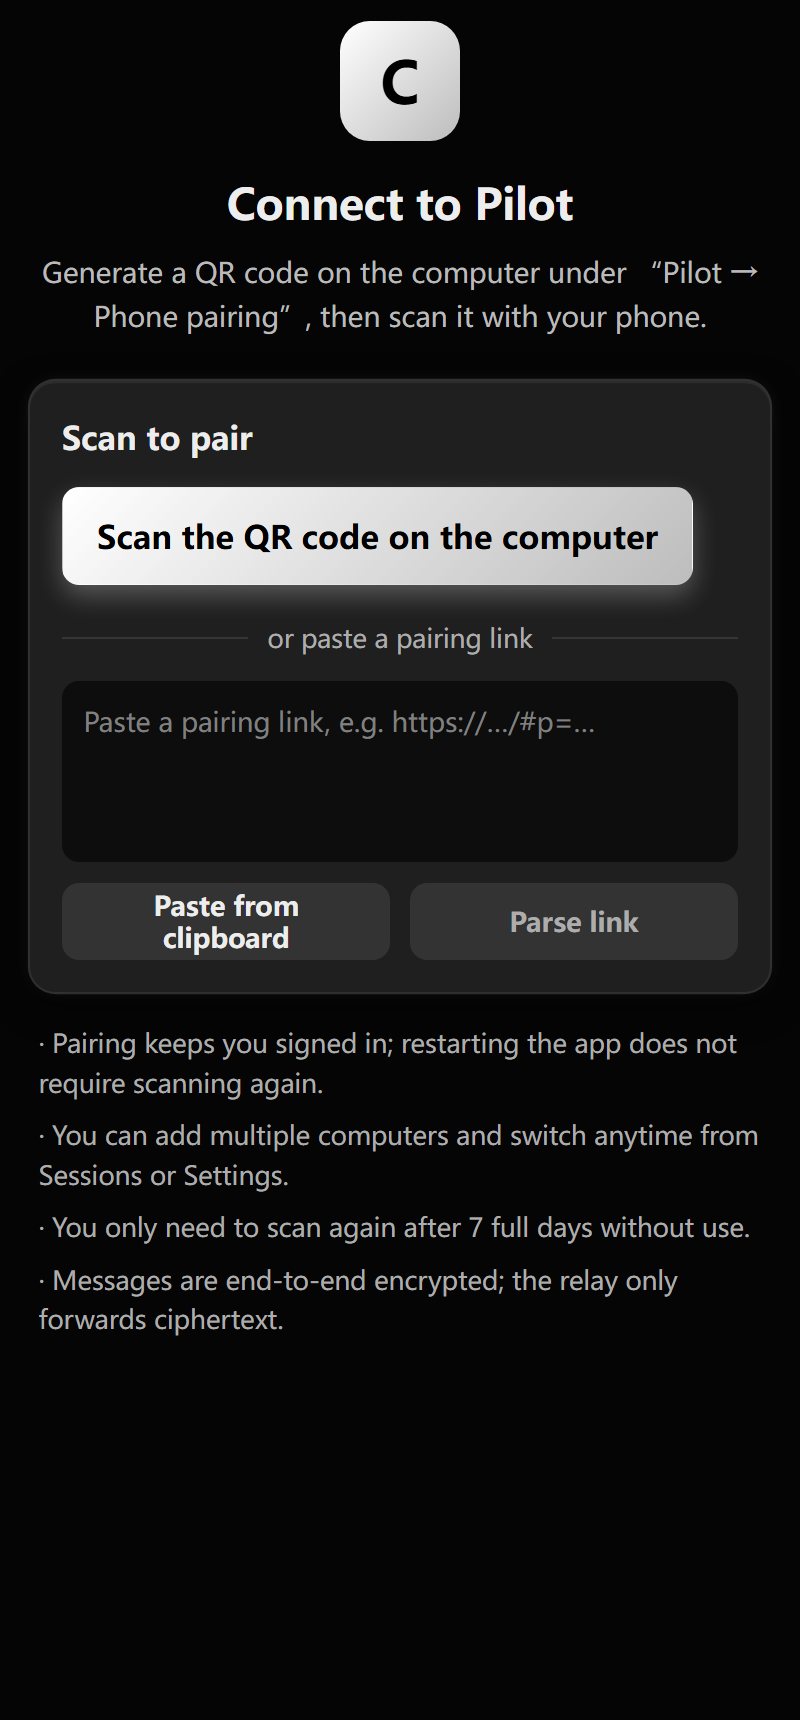 C
Connect to Pilot
Generate a QR code on the computer under “Pilot →
Phone pairing”, then scan it with your phone.
Scan to pair
Scan the QR code on the computer
or paste a pairing link
Paste a pairing link, e.g. https://.../#p=...
Paste from
clipboard
Parse link
· Pairing keeps you signed in; restarting the app does not
require scanning again.
· You can add multiple computers and switch anytime from
Sessions or Settings.
· You only need to scan again after 7 full days without use.
· Messages are end-to-end encrypted; the relay only
forwards ciphertext.